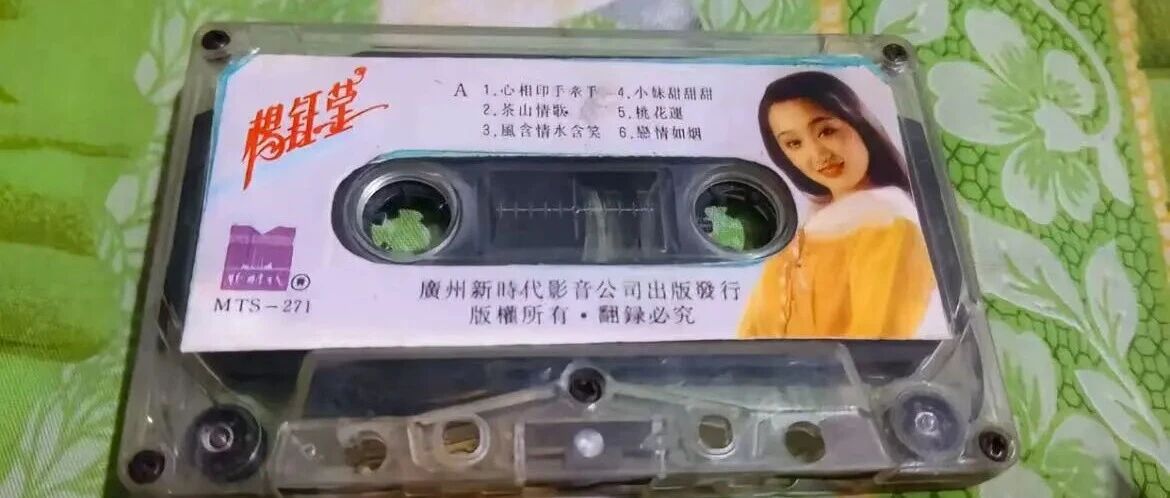 楊鈺瑩
A 1.心相印手牽手 4.小妹甜甜甜
2.茶山情歌 5.桃花運
3.風含情水含笑 6.戀情如烟
MTS-271
廣州新時代影音公司出版發行
版權所有·翻録必究